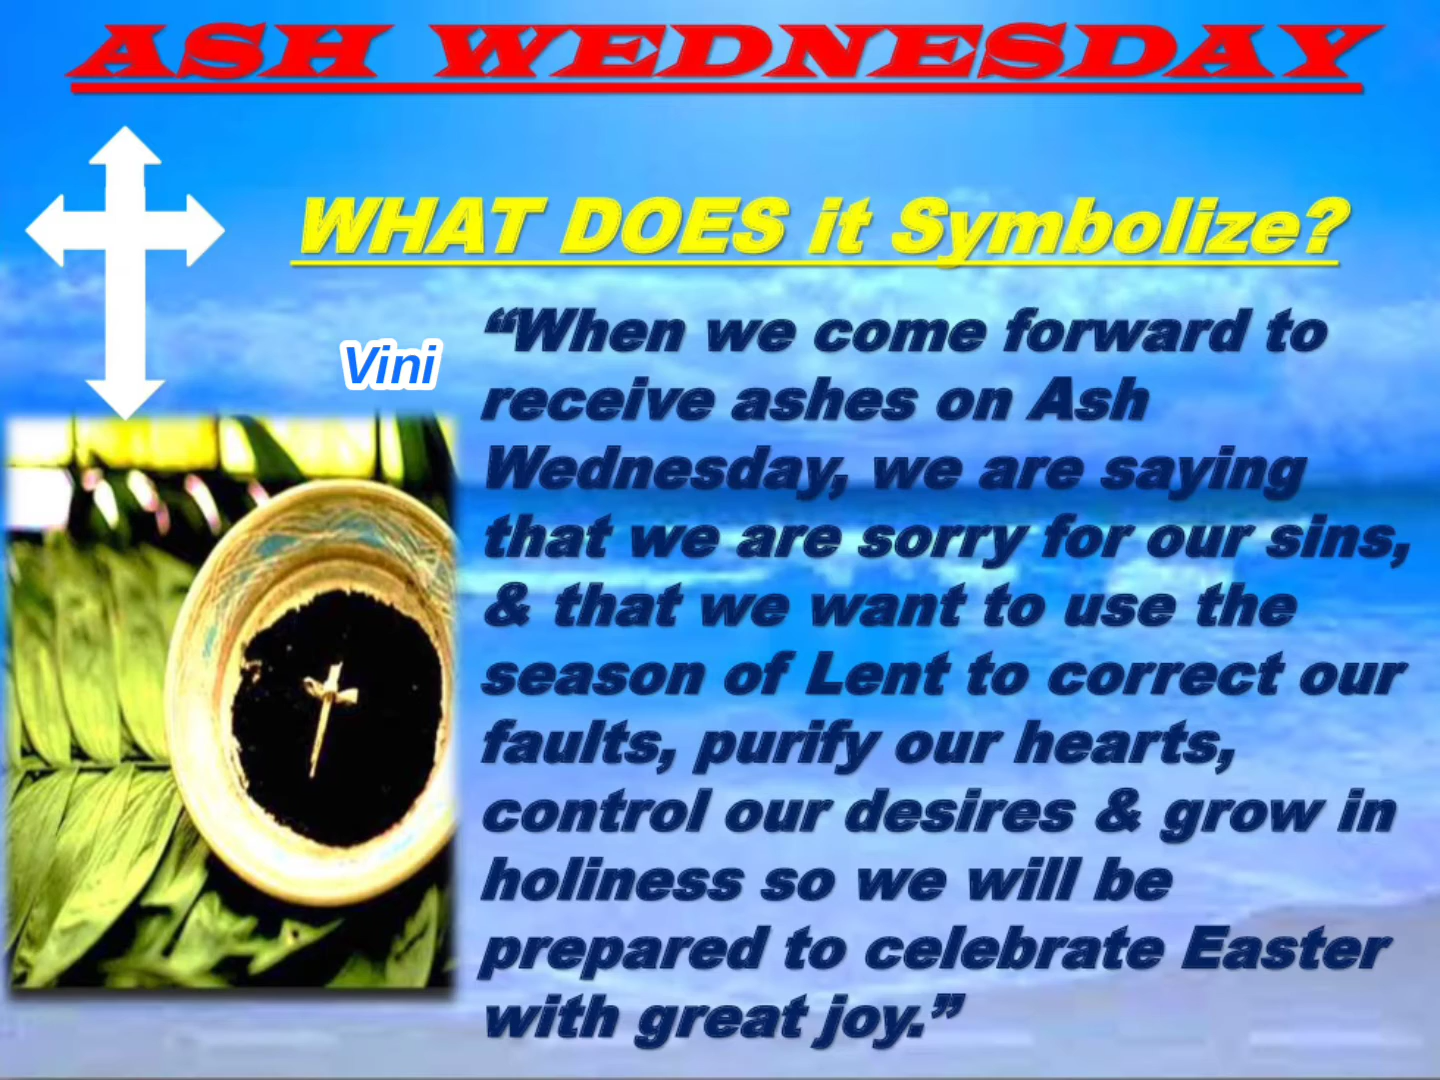 ASH WEDNESDAY
WHAT DOES it Symbolize?
Vini
“When we come forward to
receive ashes on Ash
Wednesday, we are saying
that we are sorry for our sins,
& that we want to use the
season of Lent to correct our
faults, purify our hearts,
control our desires & grow in
holiness so we will be
prepared to celebrate Easter
with great joy.”